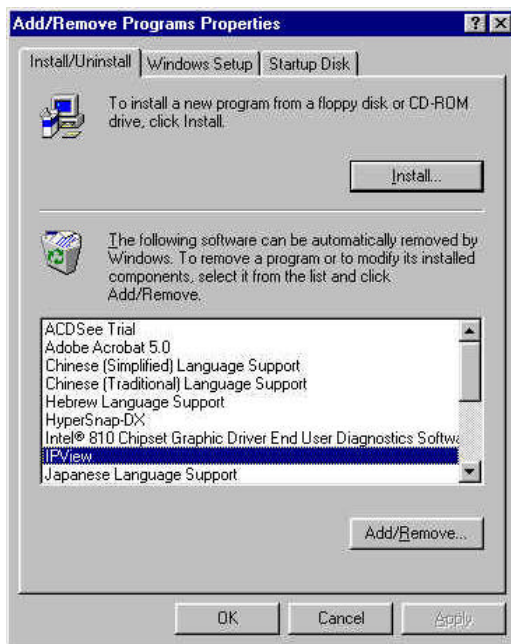 Add/Remove Programs Properties
Install/Uninstall
Windows Setup
Startup Disk
To install a new program from a floppy disk or CD-ROM
drive, click Install.
Install...
The following software can be automatically removed by
Windows. To remove a program or to modify its installed
components, select it from the list and click
Add/Remove.
ACDSee Trial
Adobe Acrobat 5.0
Chinese (Simplified) Language Support
Chinese (Traditional) Language Support
Hebrew Language Support
HyperSnap-DX
Intel® 810 Chipset Graphic Driver End User Diagnostics Softwa
IPView
Japanese Language Support
Add/Remove...
OK
Cancel
Apply